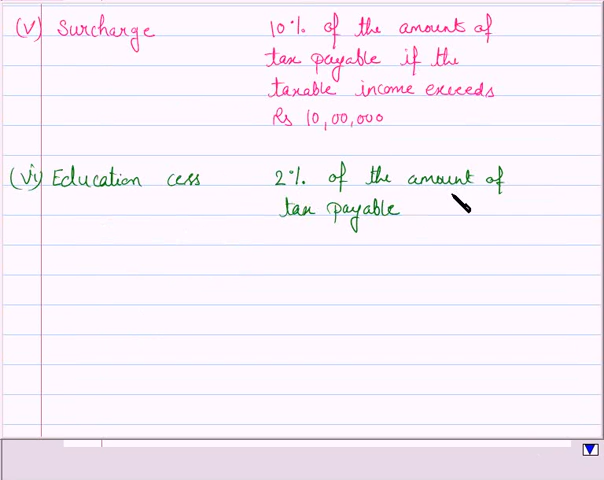 (v) Surcharge 10% of the amount of
tax payable if the
taxable income exceeds
Rs 10,00,000
(vi) Education cess 2% of the amount of
tax payable